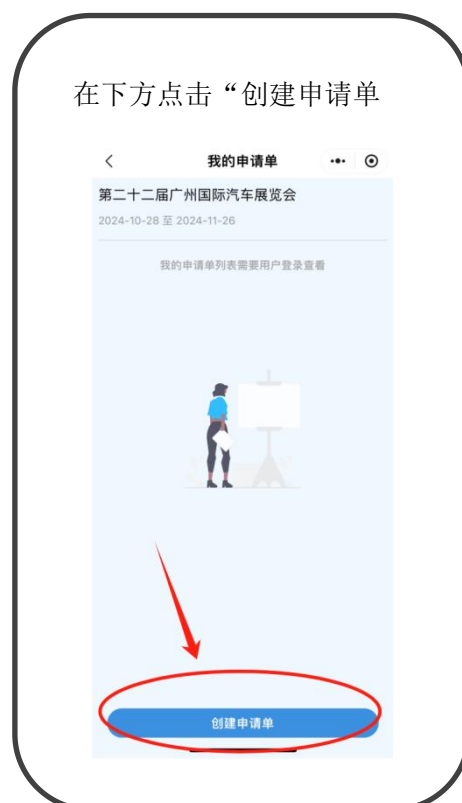 在下方点击“创建申请单
我的申请单
第二十二届广州国际汽车展览会
2024-10-28 至 2024-11-26
我的申请单列表需要用户登录查看
创建申请单